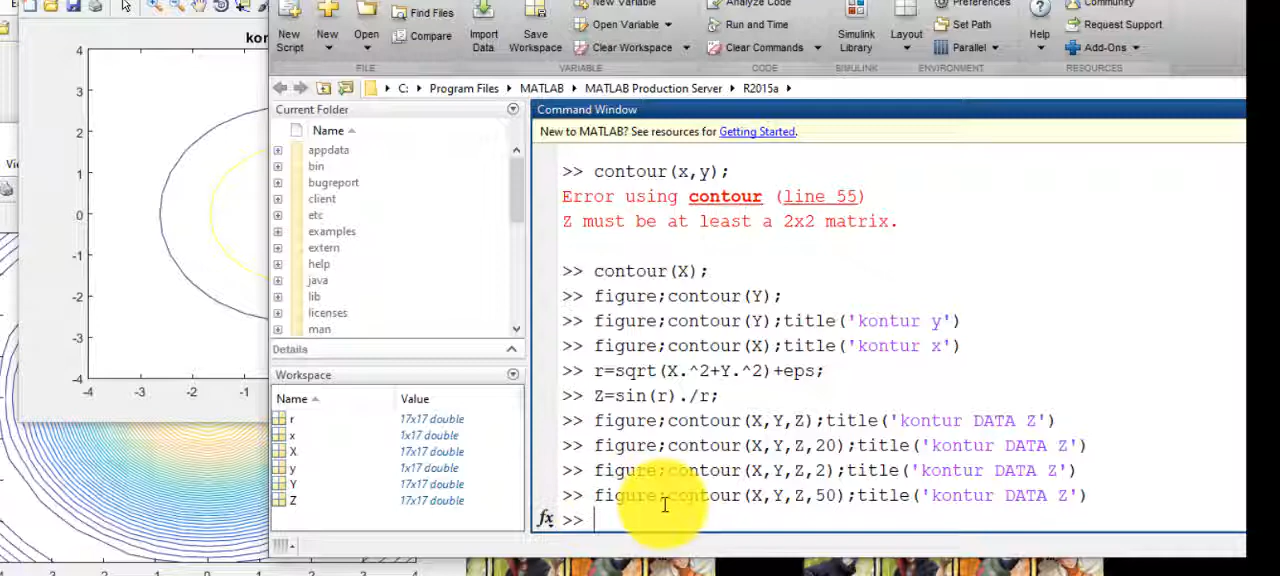 New Variable
Analyze Code
Preferences
Community
Find Files
Open Variable
Run and Time
Set Path
Request Support
New
Script
New
Open
Compare
Import
Data
Save
Workspace
Clear Workspace
Clear Commands
Simulink
Library
Layout
Parallel
Help
Add-Ons
FILE
VARIABLE
CODE
SIMULINK
ENVIRONMENT
RESOURCES
C: Program Files MATLAB MATLAB Production Server R2015a
kon
4
3
2
1
0
-1
-2
-3
-4
-4 -3 -2 -1
Current Folder
Name
appdata
bin
bugreport
client
etc
examples
extern
help
java
lib
licenses
man
Details
Workspace
Name Value
r 17x17 double
x 1x17 double
X 17x17 double
y 1x17 double
Y 17x17 double
Z 17x17 double
Command Window
New to MATLAB? See resources for Getting Started.
>> contour(x,y);
Error using contour (line 55)
Z must be at least a 2x2 matrix.
>> contour(X);
>> figure;contour(Y);
>> figure;contour(Y);title('kontur y')
>> figure;contour(X);title('kontur x')
>> r=sqrt(X.^2+Y.^2)+eps;
>> Z=sin(r)./r;
>> figure;contour(X,Y,Z);title('kontur DATA Z')
>> figure;contour(X,Y,Z,20);title('kontur DATA Z')
>> figure;contour(X,Y,Z,2);title('kontur DATA Z')
>> figure;contour(X,Y,Z,50);title('kontur DATA Z')
fx >>